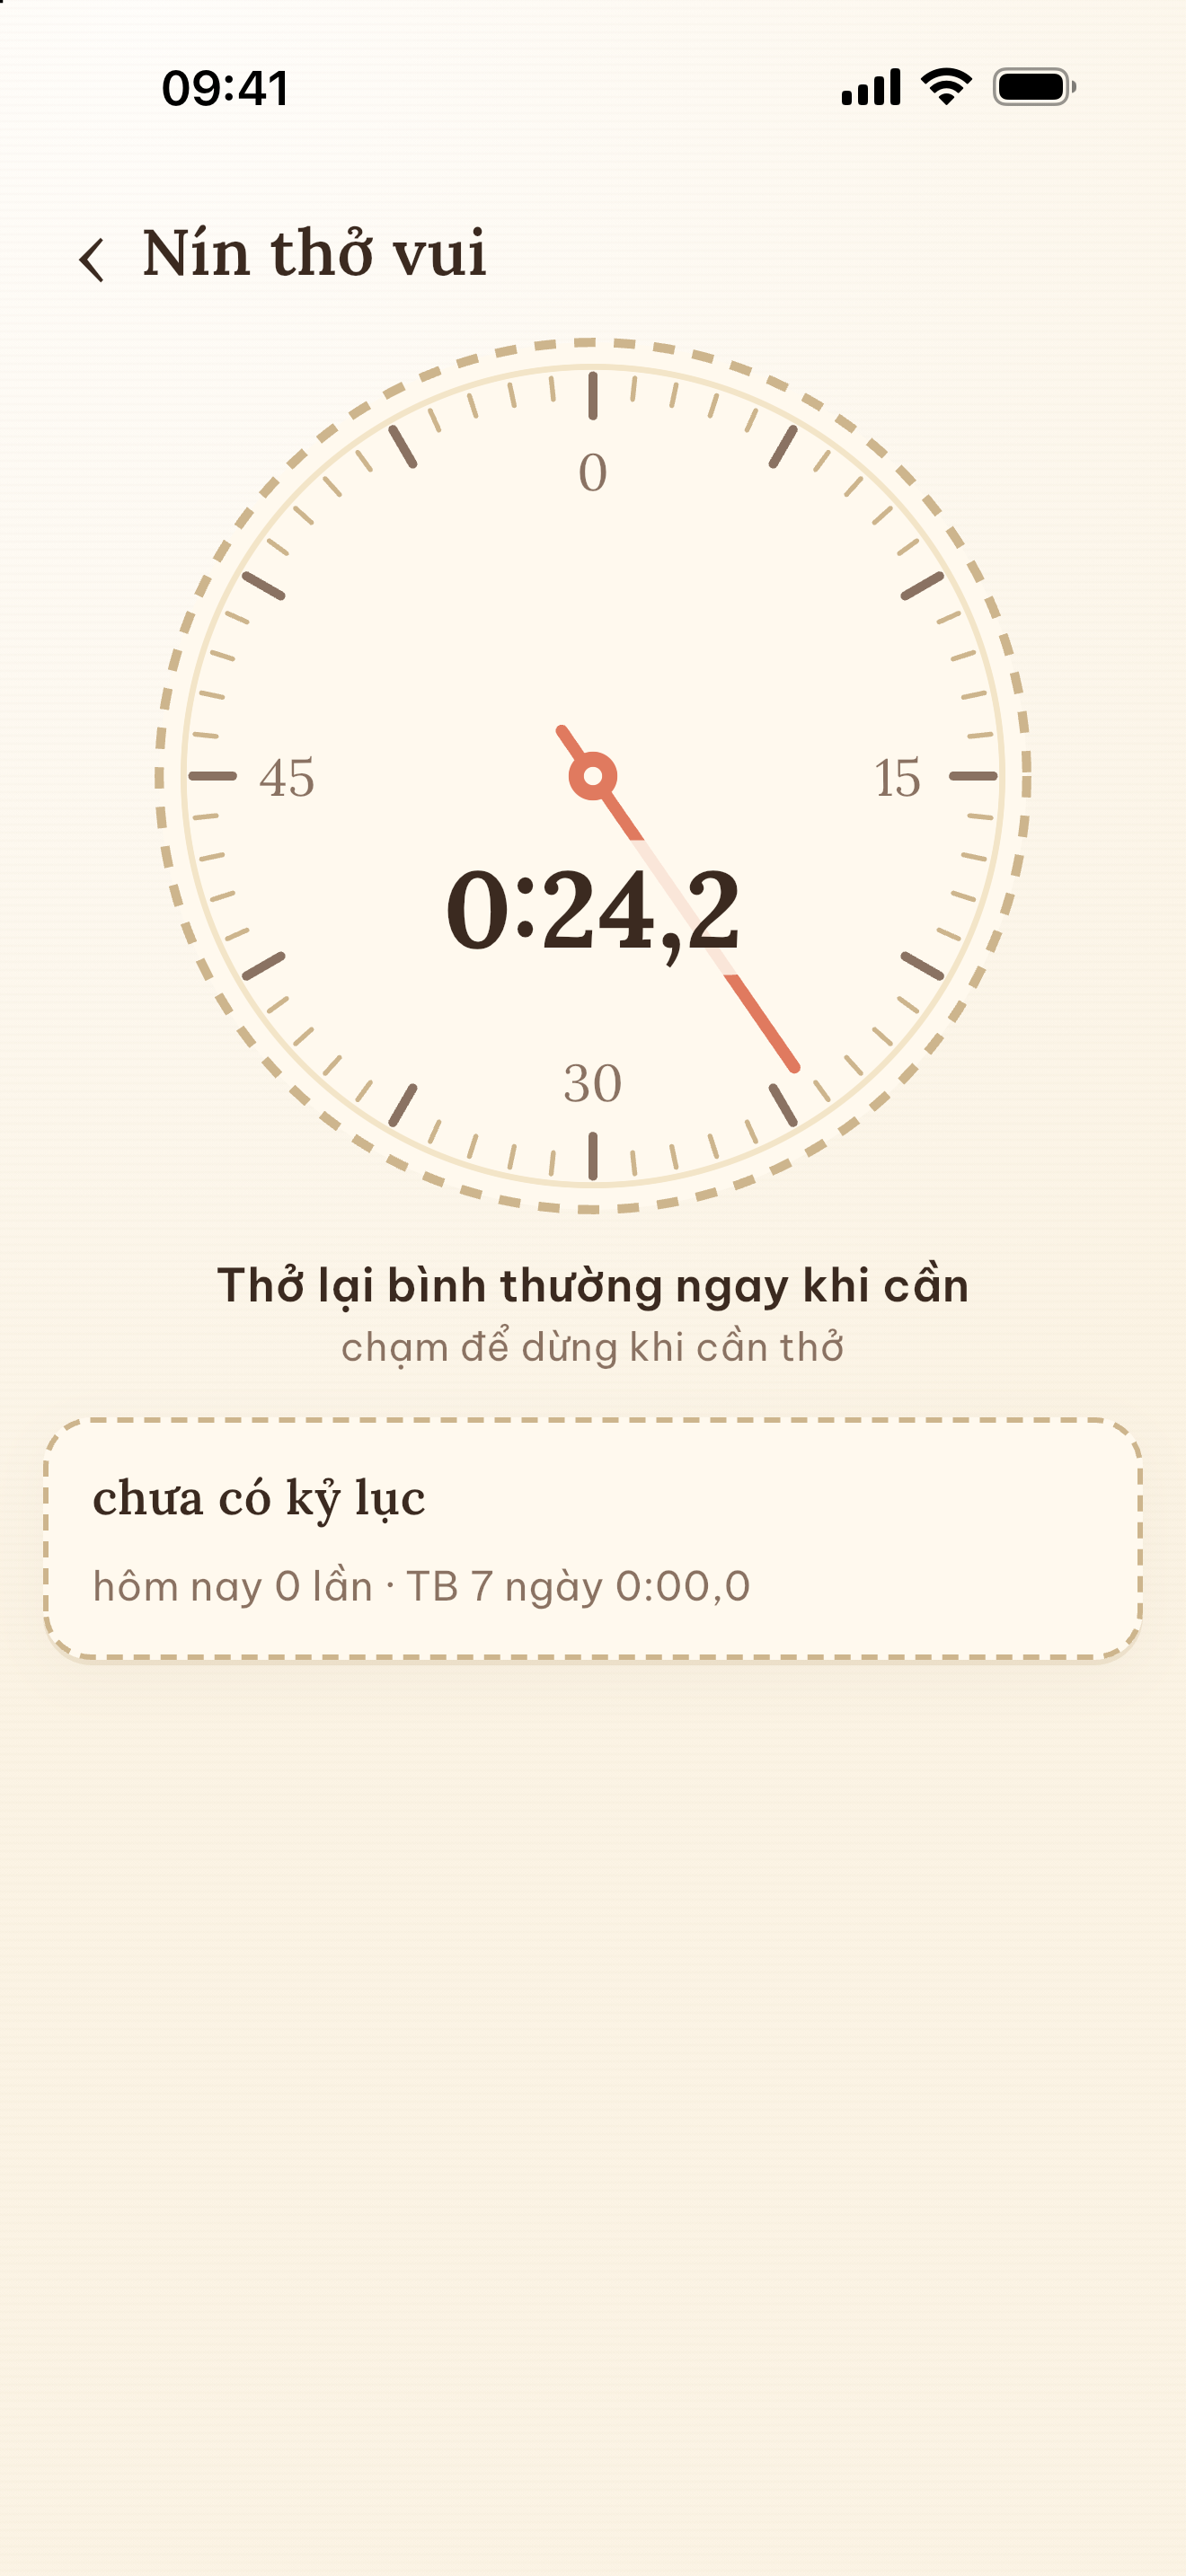 09:41
Nín thở vui
0
45
15
0:24,2
30
Thở lại bình thường ngay khi cần
chạm để dừng khi cần thở
chưa có kỷ lục
hôm nay 0 lần · TB 7 ngày 0:00,0